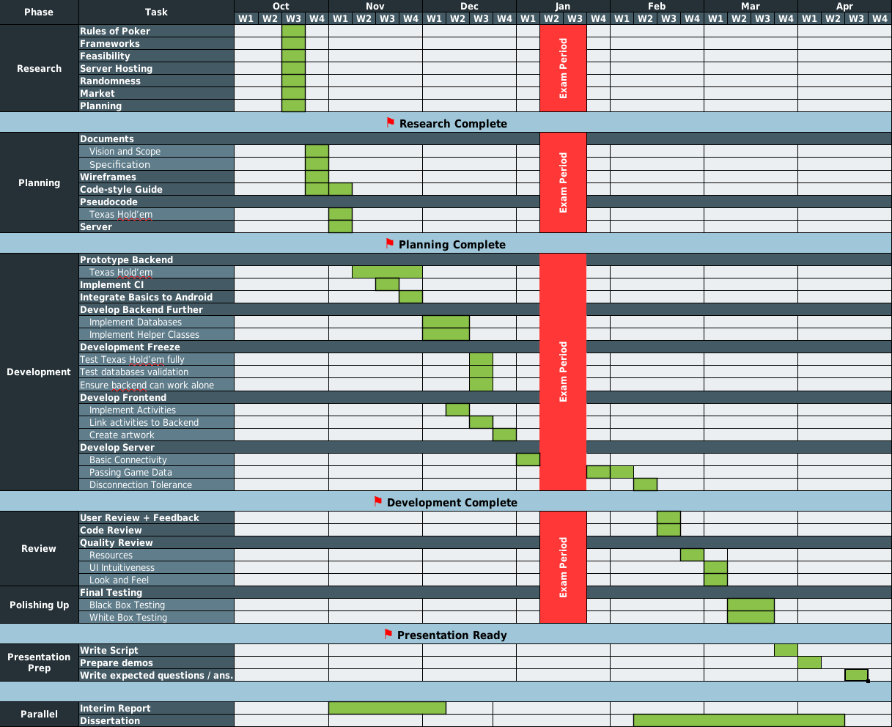 Phase Task Oct Nov Dec Jan Feb Mar Apr
W1 W2 W3 W4 W1 W2 W3 W4 W1 W2 W3 W4 W1 W2 W3 W4 W1 W2 W3 W4 W1 W2 W3 W4 W1 W2 W3 W4
Research
Rules of Poker
Frameworks
Feasibility
Server Hosting
Randomness
Market
Planning
Exam Period
Research Complete
Planning
Documents
Vision and Scope
Specification
Wireframes
Code-style Guide
Pseudocode
Texas Hold'em
Server
Exam Period
Planning Complete
Development
Prototype Backend
Texas Hold'em
Implement CI
Integrate Basics to Android
Develop Backend Further
Implement Databases
Implement Helper Classes
Development Freeze
Test Texas Hold'em fully
Test databases validation
Ensure backend can work alone
Develop Frontend
Implement Activities
Link activities to Backend
Create artwork
Develop Server
Basic Connectivity
Passing Game Data
Disconnection Tolerance
Exam Period
Development Complete
Review
User Review + Feedback
Code Review
Quality Review
Resources
UI Intuitiveness
Look and Feel
Polishing Up
Final Testing
Black Box Testing
White Box Testing
Exam Period
Presentation Ready
Presentation
Prep
Write Script
Prepare demos
Write expected questions / ans.
Parallel
Interim Report
Dissertation